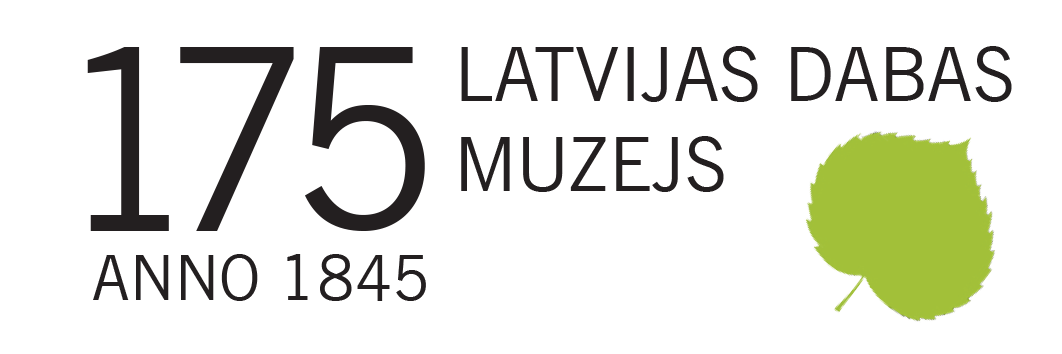 175
ANNO 1845
LATVIJAS DABAS
MUZEJS